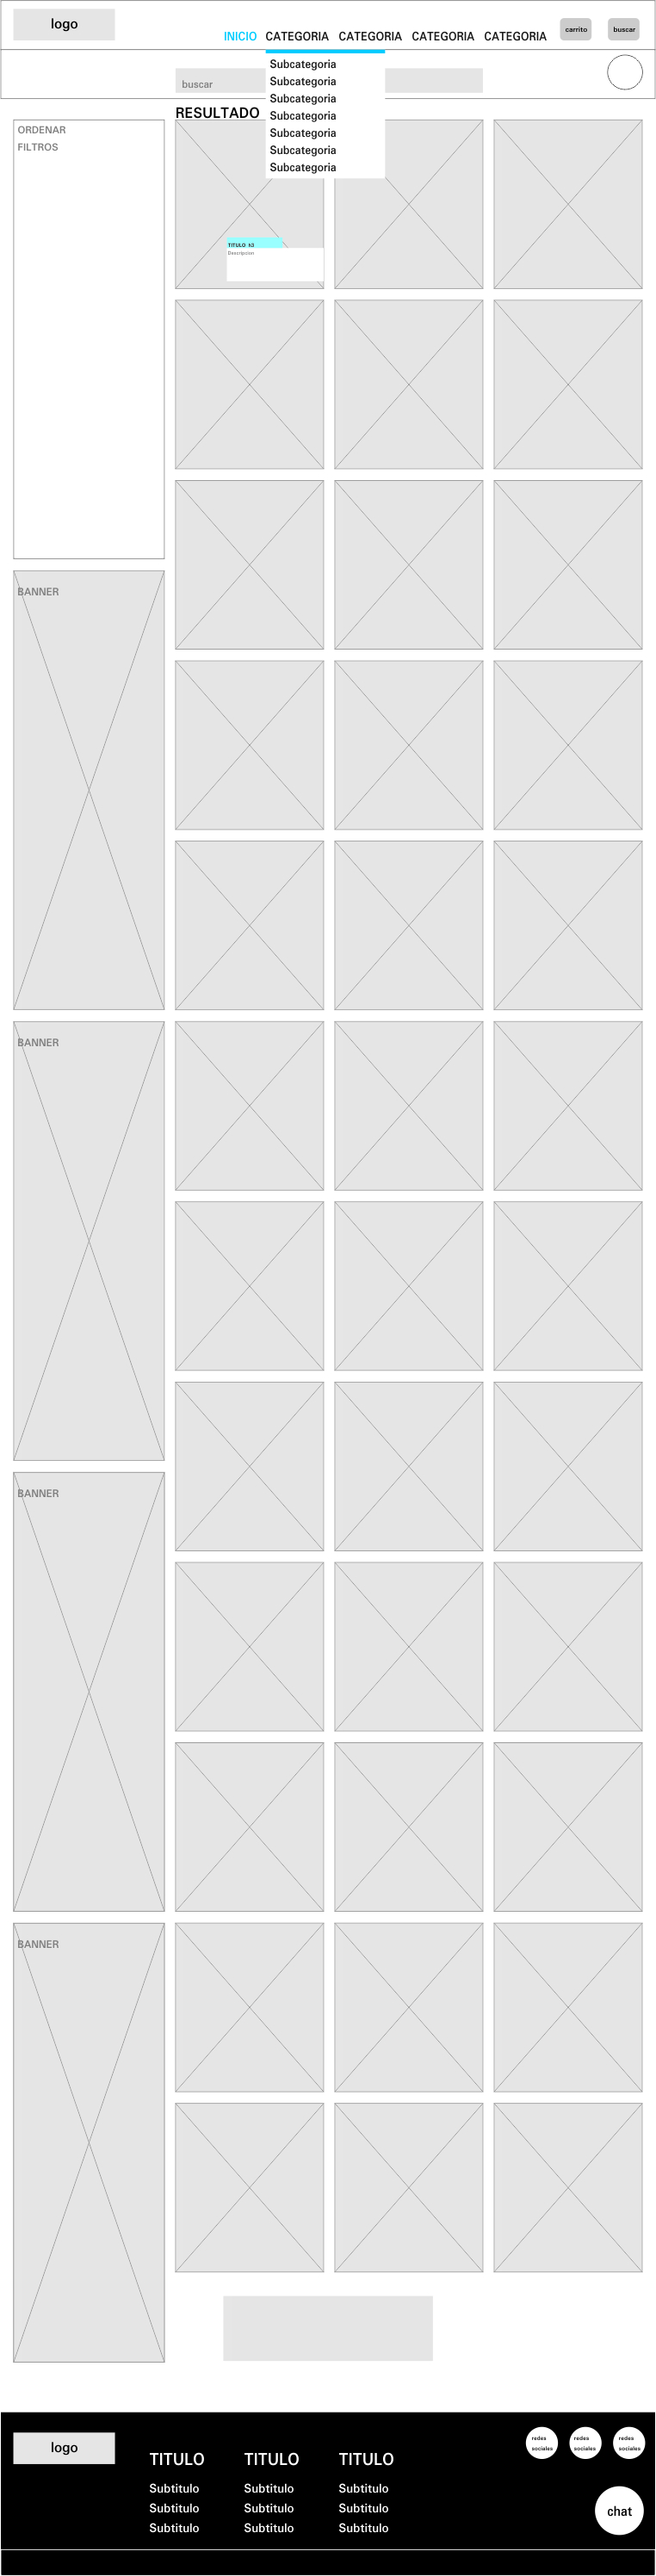 logo
INICIO CATEGORIA CATEGORIA CATEGORIA CATEGORIA
carrito
buscar
Subcategoria
Subcategoria
Subcategoria
Subcategoria
Subcategoria
Subcategoria
Subcategoria
buscar
RESULTADO
ORDENAR
FILTROS
TITULO h3
Descripcion
BANNER
BANNER
BANNER
BANNER
logo
TITULO TITULO TITULO
Subtitulo Subtitulo Subtitulo
Subtitulo Subtitulo Subtitulo
Subtitulo Subtitulo Subtitulo
redes redes redes
sociales sociales sociales
chat